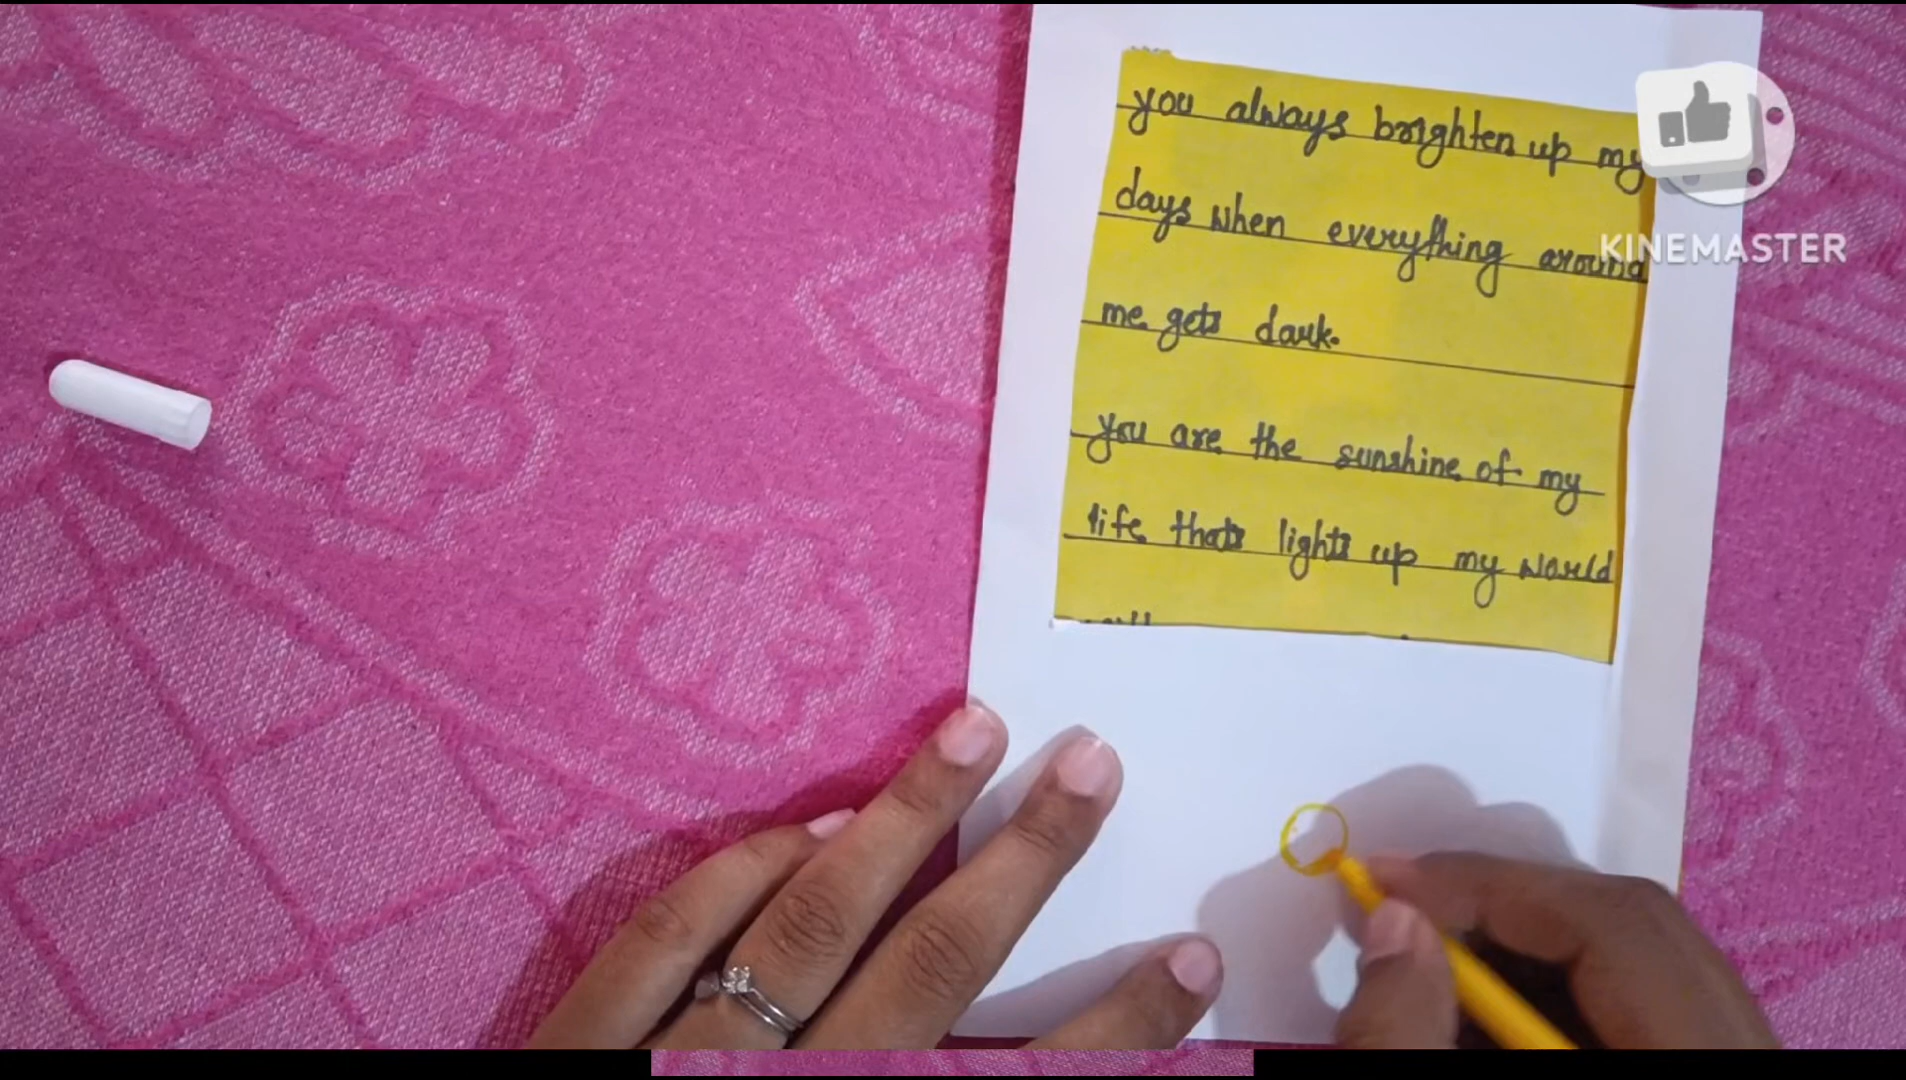 you always brighten up my
days when everything around
me gets dark.
you are the sunshine of my
life thats lights up my world
KINEMASTER